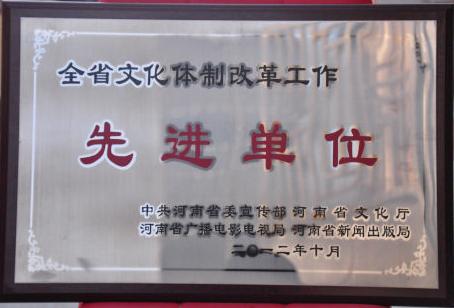 全省文化体制改革工作
先进单位
中共河南省委宣传部 河南省文化厅
河南省广播电影电视局 河南省新闻出版局
二〇一二年十月